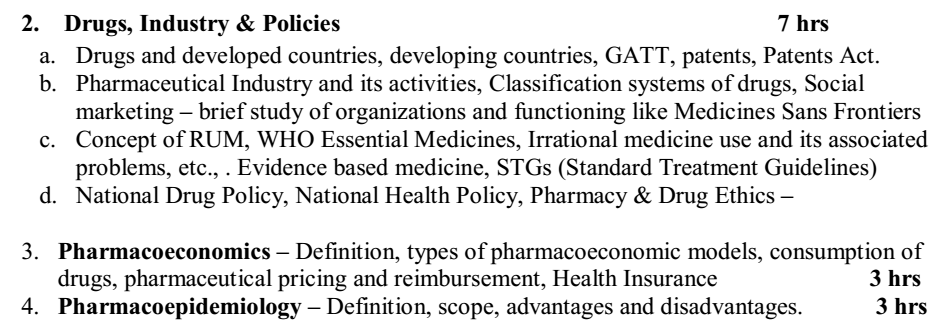 2. Drugs, Industry & Policies 7 hrs
a. Drugs and developed countries, developing countries, GATT, patents, Patents Act.
b. Pharmaceutical Industry and its activities, Classification systems of drugs, Social
marketing – brief study of organizations and functioning like Medicines Sans Frontiers
c. Concept of RUM, WHO Essential Medicines, Irrational medicine use and its associated
problems, etc., . Evidence based medicine, STGs (Standard Treatment Guidelines)
d. National Drug Policy, National Health Policy, Pharmacy & Drug Ethics –
3. Pharmacoeconomics – Definition, types of pharmacoeconomic models, consumption of
drugs, pharmaceutical pricing and reimbursement, Health Insurance 3 hrs
4. Pharmacoepidemiology – Definition, scope, advantages and disadvantages. 3 hrs